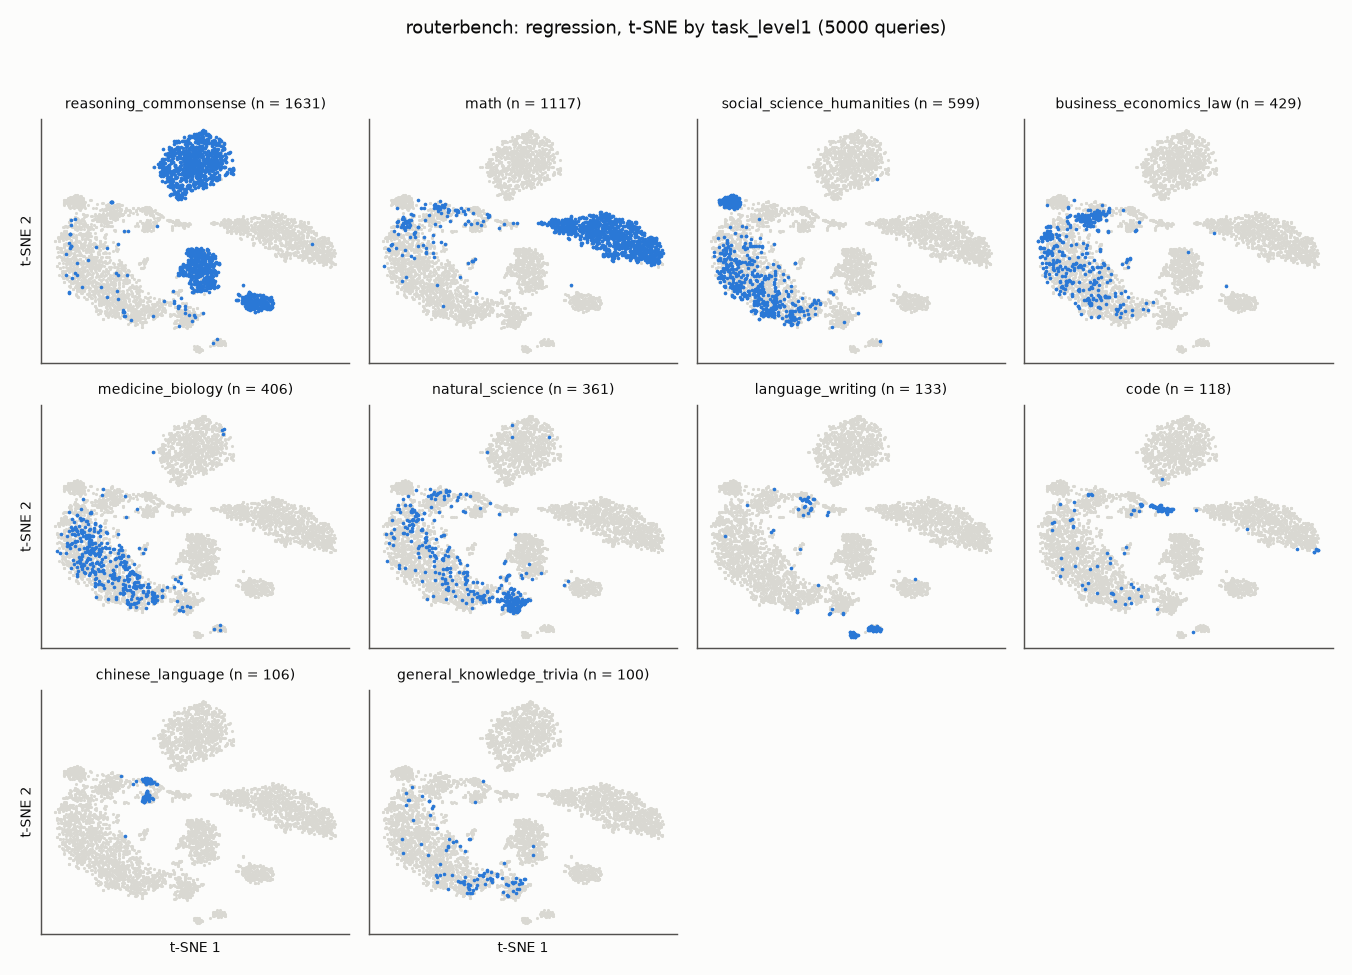 routerbench: regression, t-SNE by task_level1 (5000 queries)
reasoning_commonsense (n = 1631)
math (n = 1117)
social_science_humanities (n = 599)
business_economics_law (n = 429)
t-SNE 2
medicine_biology (n = 406)
natural_science (n = 361)
language_writing (n = 133)
code (n = 118)
t-SNE 2
chinese_language (n = 106)
general_knowledge_trivia (n = 100)
t-SNE 2
t-SNE 1
t-SNE 1